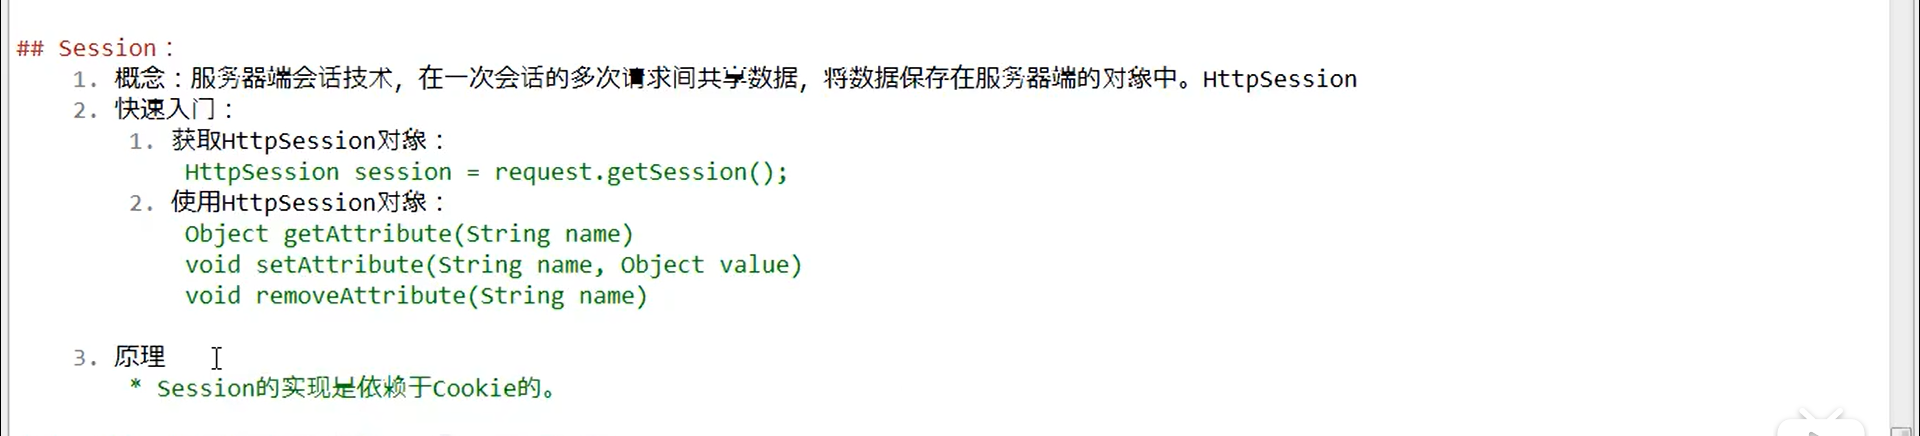 ## Session：
1. 概念：服务器端会话技术，在一次会话的多次请求间共享数据，将数据保存在服务器端的对象中。HttpSession
2. 快速入门：
1. 获取HttpSession对象：
HttpSession session = request.getSession();
2. 使用HttpSession对象：
Object getAttribute(String name)
void setAttribute(String name, Object value)
void removeAttribute(String name)
3. 原理
* Session的实现是依赖于Cookie的。